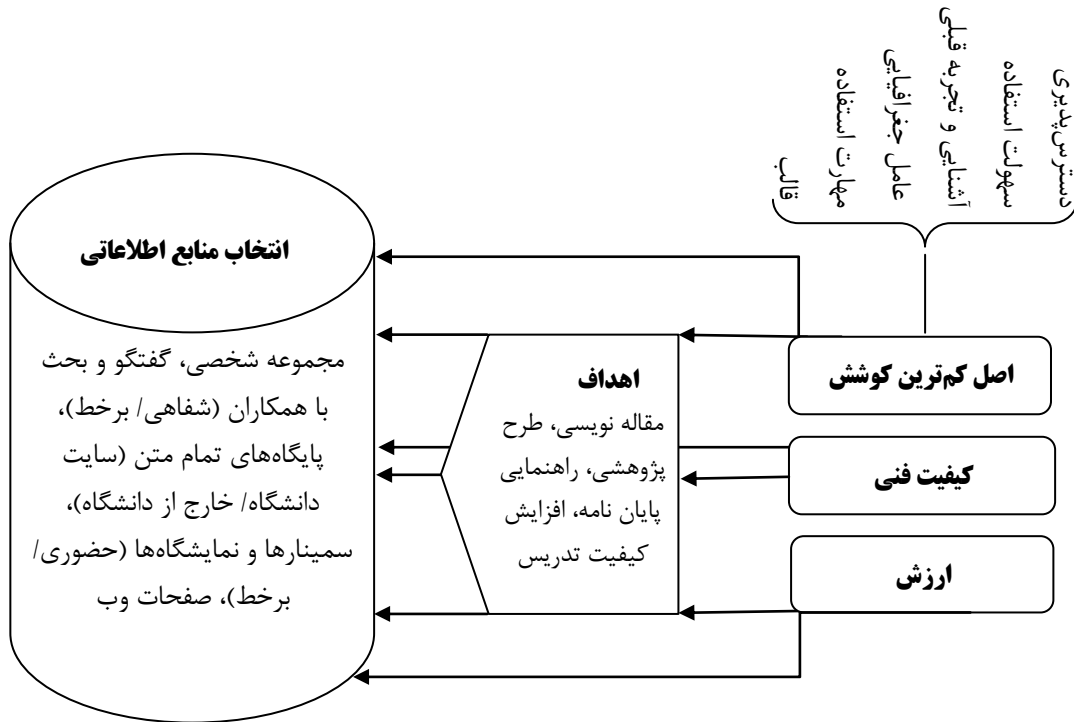 دسترس‌پذیری
سهولت استفاده
آشنایی و تجربه قبلی
عامل جغرافیایی
مهارت استفاده
قالب
اصل کم‌ترین کوشش
کیفیت فنی
ارزش
اهداف
مقاله نویسی، طرح
پژوهشی، راهنمایی
پایان نامه، افزایش
کیفیت تدریس
انتخاب منابع اطلاعاتی
مجموعه شخصی، گفتگو و بحث
با همکاران (شفاهی/ برخط)،
پایگاه‌های تمام متن (سایت
دانشگاه/ خارج از دانشگاه)،
سمینارها و نمایشگاه‌ها (حضوری/
برخط)، صفحات وب